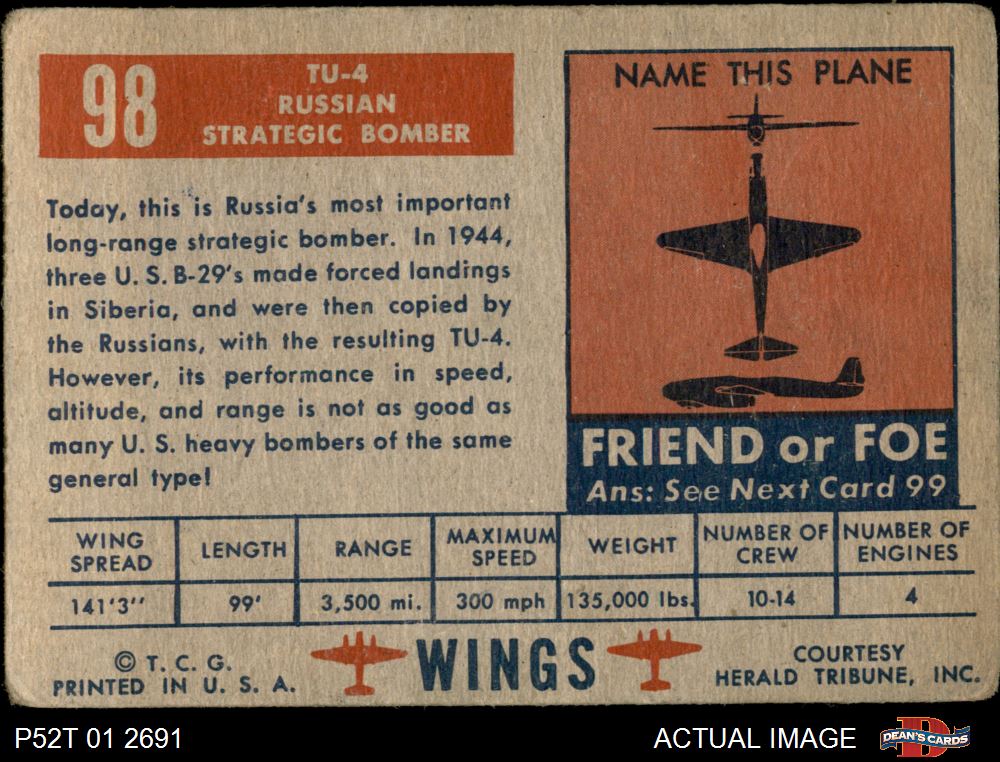 98
TU-4
RUSSIAN
STRATEGIC BOMBER
Today, this is Russia's most important
long-range strategic bomber. In 1944,
three U. S. B-29's made forced landings
in Siberia, and were then copied by
the Russians, with the resulting TU-4.
However, its performance in speed,
altitude, and range is not as good as
many U. S. heavy bombers of the same
general type!
NAME THIS PLANE
FRIEND or FOE
Ans: See Next Card 99
WING SPREAD LENGTH RANGE MAXIMUM SPEED WEIGHT NUMBER OF CREW NUMBER OF ENGINES
141'3" 99' 3,500 mi. 300 mph 135,000 lbs. 10-14 4
© T. C. G.
PRINTED IN U. S. A.
WINGS
COURTESY
HERALD TRIBUNE, INC.
P52T 01 2691
ACTUAL IMAGE
D
DEAN'S CARDS